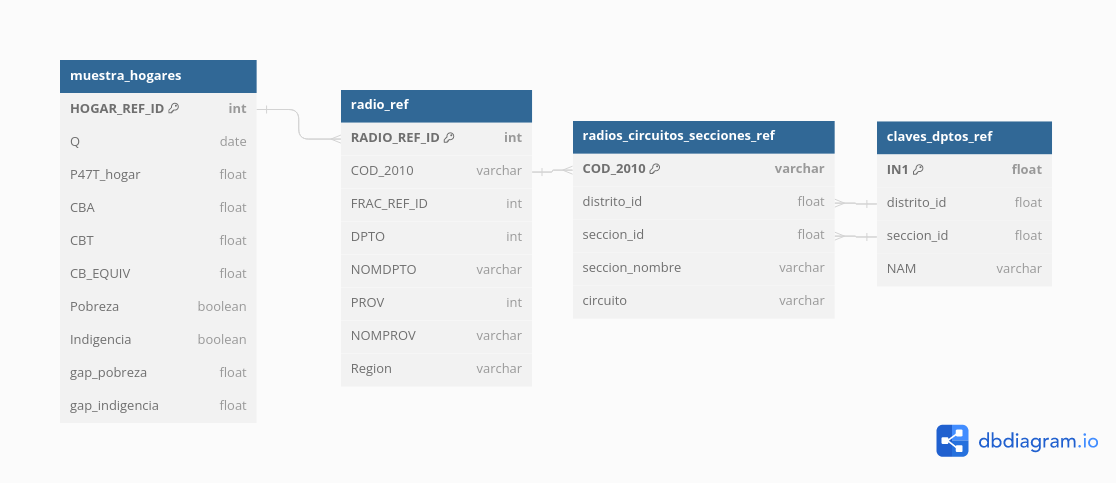 muestra_hogares
HOGAR_REF_ID int
Q date
P47T_hogar float
CBA float
CBT float
CB_EQUIV float
Pobreza boolean
Indigencia boolean
gap_pobreza float
gap_indigencia float
radio_ref
RADIO_REF_ID int
COD_2010 varchar
FRAC_REF_ID int
DPTO int
NOMDPTO varchar
PROV int
NOMPROV varchar
Region varchar
radios_circuitos_secciones_ref
COD_2010 varchar
distrito_id float
seccion_id float
seccion_nombre varchar
circuito varchar
claves_dptos_ref
IN1 float
distrito_id float
seccion_id float
NAM varchar
dbdiagram.io